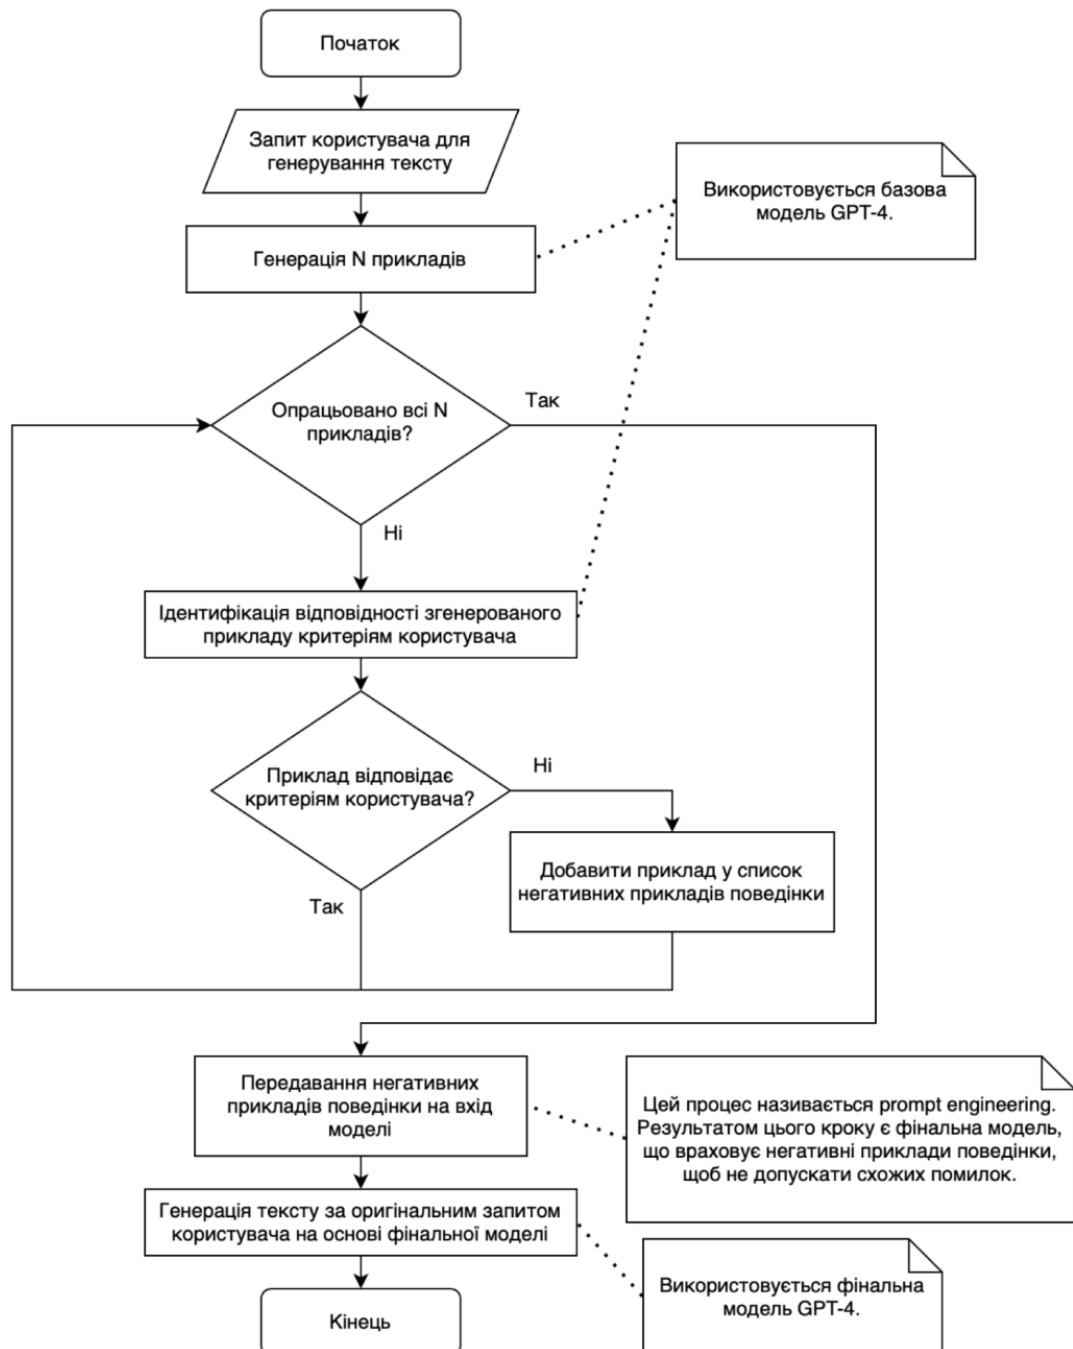 Початок
Запит користувача для
генерування тексту
Використовується базова
модель GPT-4.
Генерація N прикладів
Опрацьовано всі N
прикладів?
Так
Ні
Ідентифікація відповідності згенерованого
прикладу критеріям користувача
Приклад відповідає
критеріям користувача?
Ні
Добавити приклад у список
негативних прикладів поведінки
Так
Передавання негативних
прикладів поведінки на вхід
моделі
Цей процес називається prompt engineering.
Результатом цього кроку є фінальна модель,
що враховує негативні приклади поведінки,
щоб не допускати схожих помилок.
Генерація тексту за оригінальним запитом
користувача на основі фінальної моделі
Використовується фінальна
модель GPT-4.
Кінець